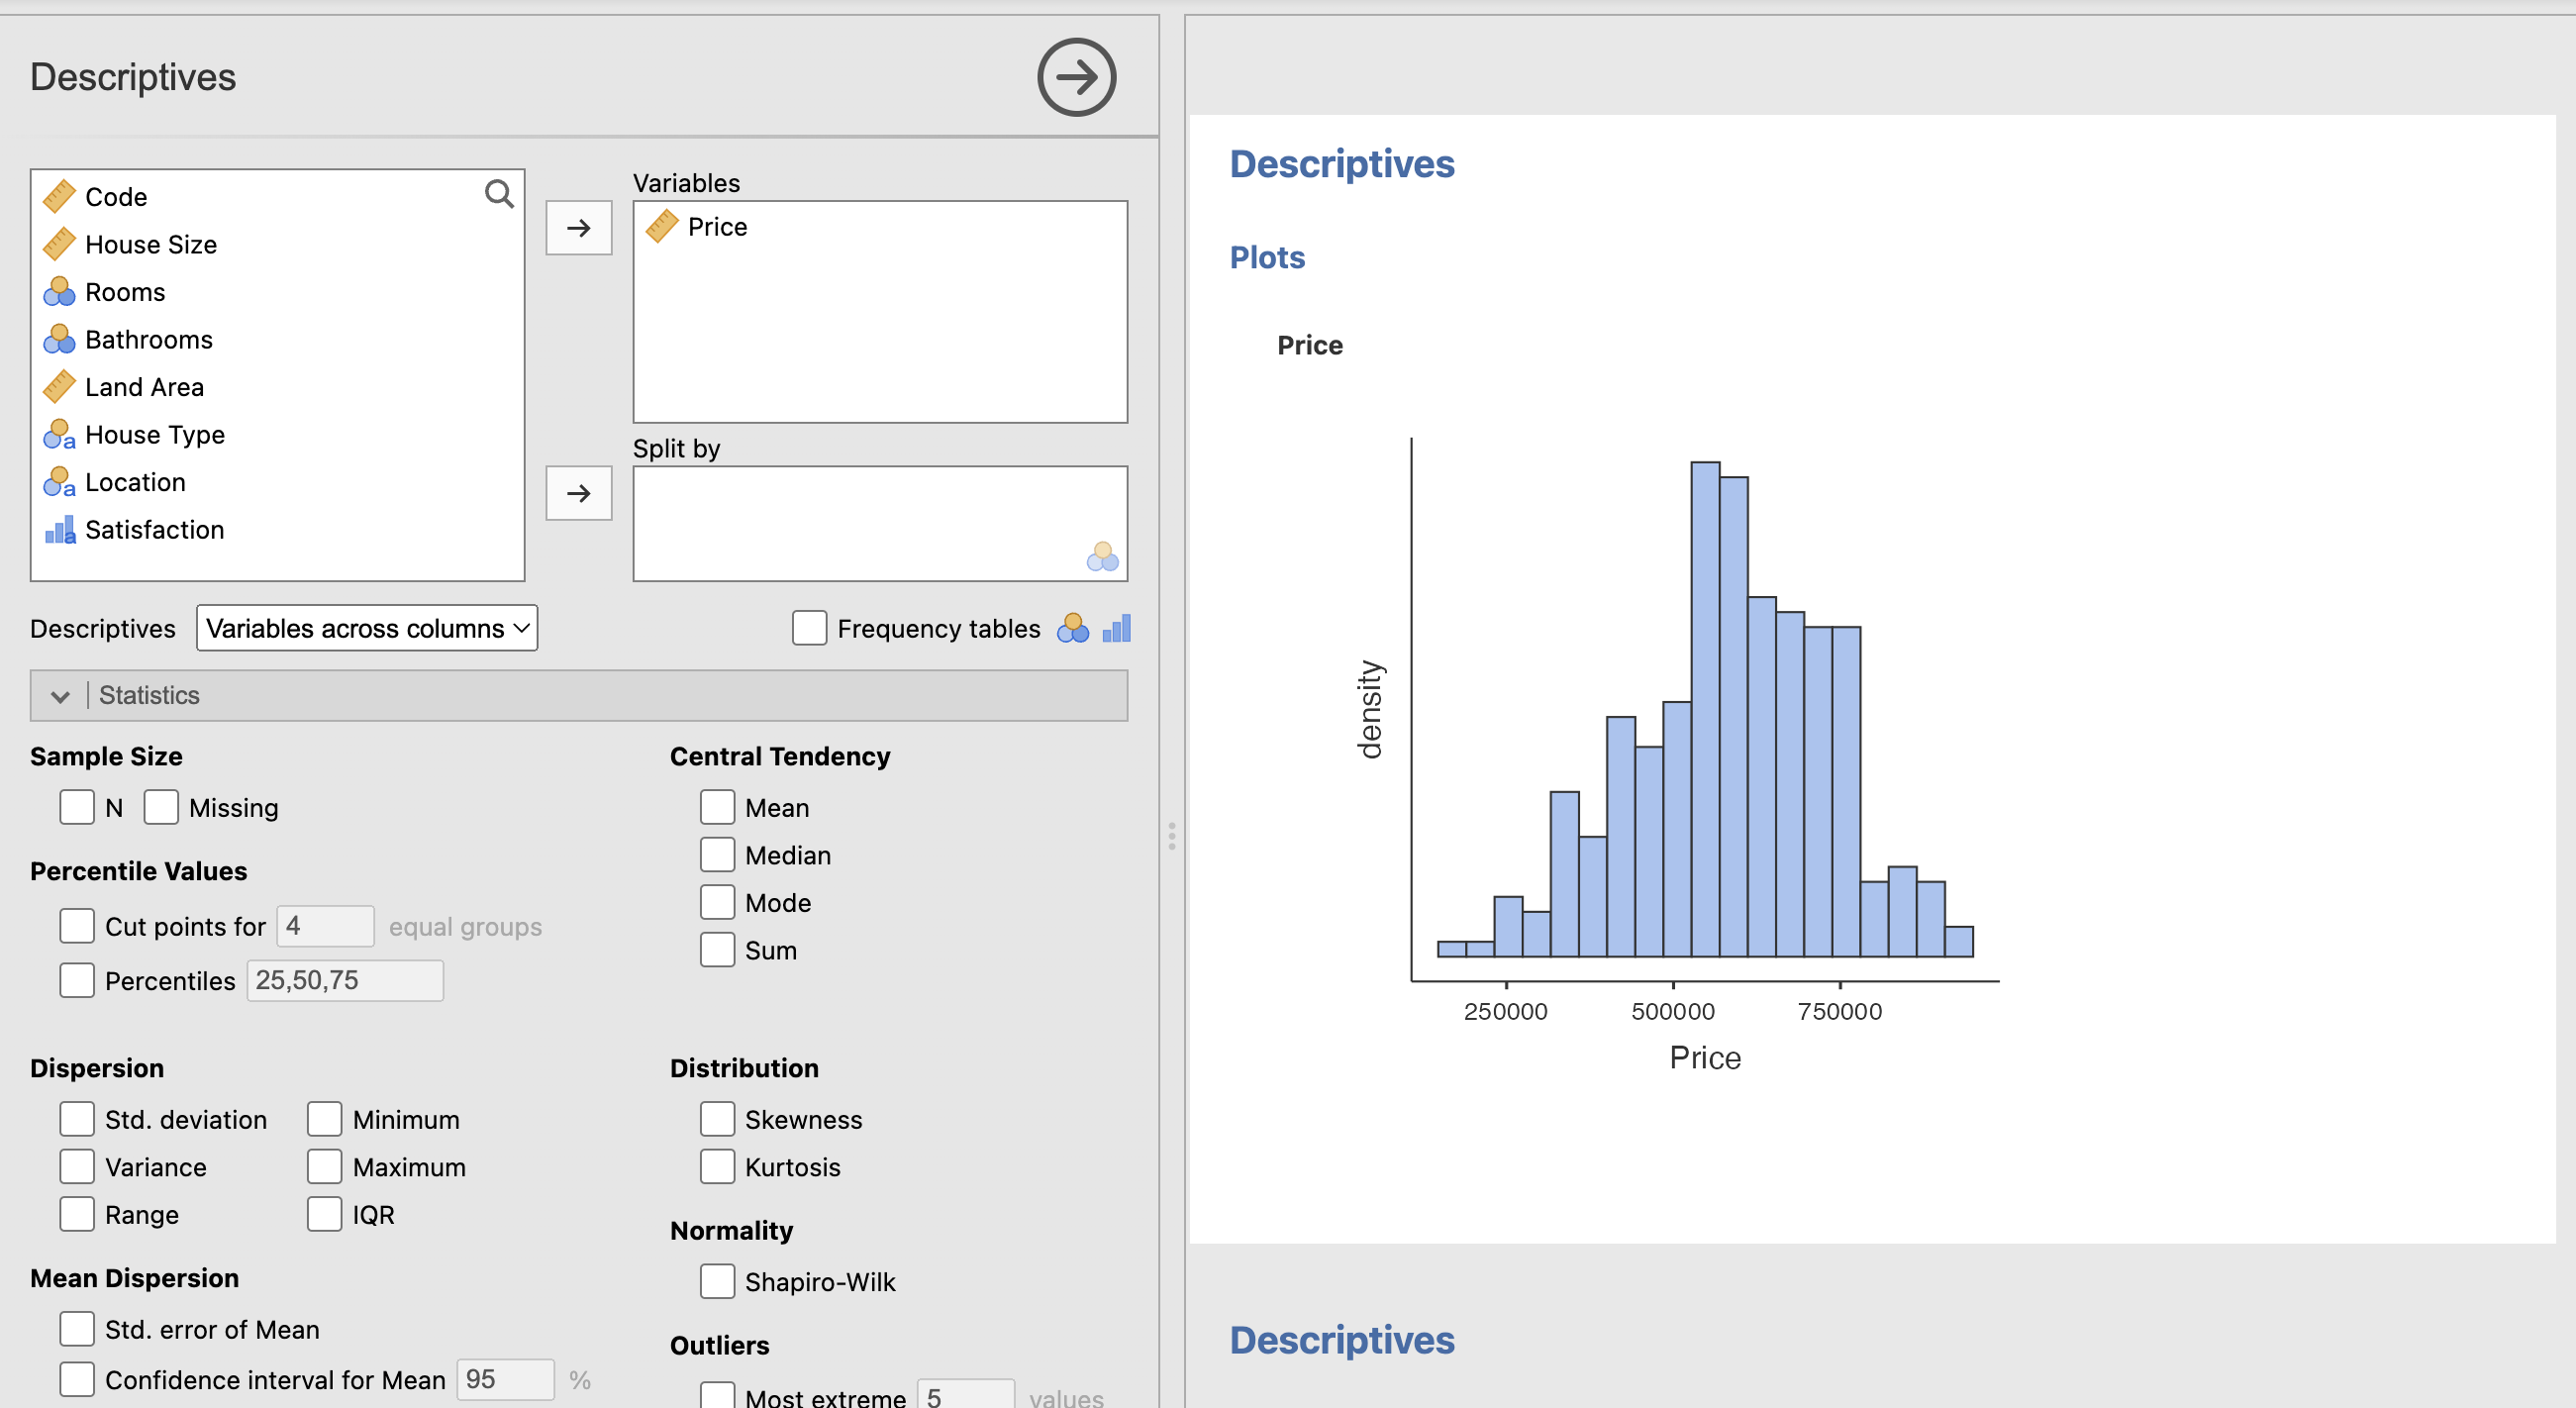 Descriptives
Code
House Size
Rooms
Bathrooms
Land Area
House Type
Location
Satisfaction
Variables
Price
Split by
Descriptives Variables across columns Frequency tables
Statistics
Sample Size
N Missing
Percentile Values
Cut points for 4 equal groups
Percentiles 25,50,75
Central Tendency
Mean
Median
Mode
Sum
Dispersion
Std. deviation Minimum
Variance Maximum
Range IQR
Distribution
Skewness
Kurtosis
Mean Dispersion
Std. error of Mean
Confidence interval for Mean 95 %
Normality
Shapiro-Wilk
Outliers
Most extreme 5 values
Descriptives
Plots
Price
density
250000 500000 750000
Price
Descriptives